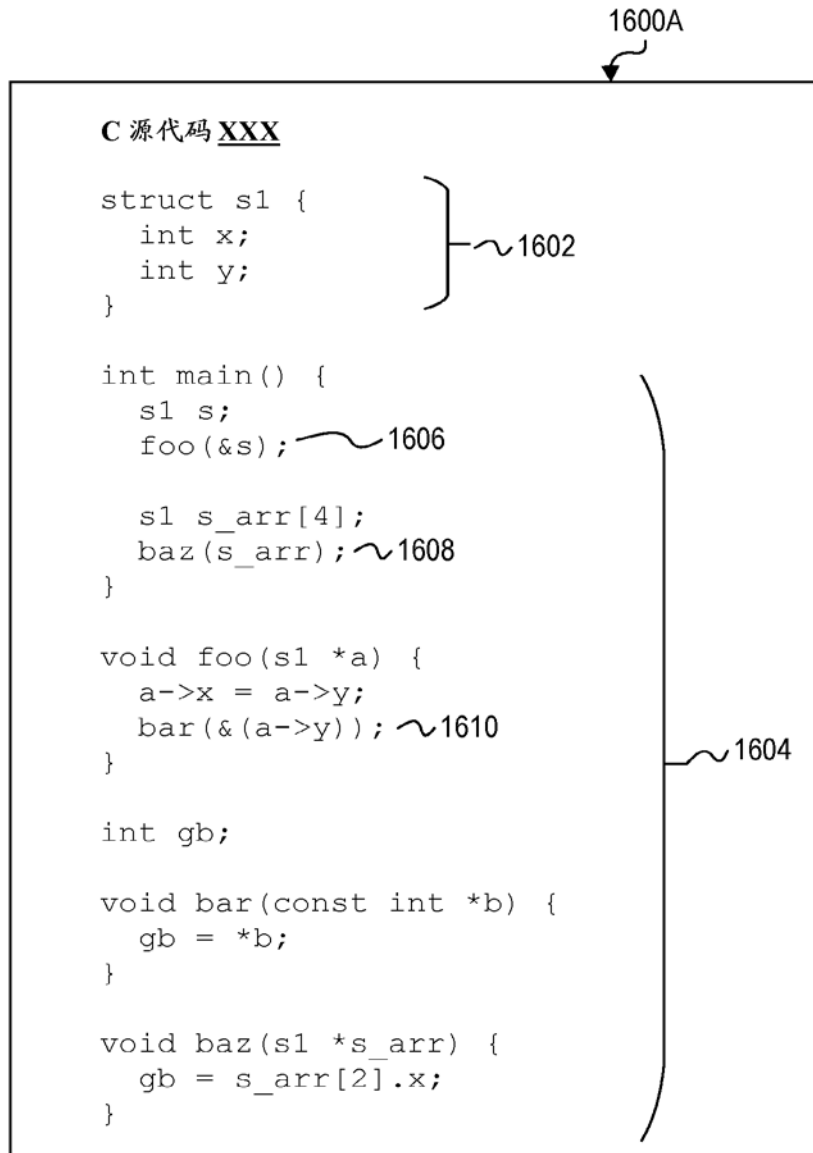 1600A
C 源代码 XXX
struct s1 {
  int x;
  int y;
}
1602
int main() {
  s1 s;
  foo(&s); 1606
  s1 s_arr[4];
  baz(s_arr); 1608
}
void foo(s1 *a) {
  a->x = a->y;
  bar(&(a->y)); 1610
}
1604
int gb;
void bar(const int *b) {
  gb = *b;
}
void baz(s1 *s_arr) {
  gb = s_arr[2].x;
}